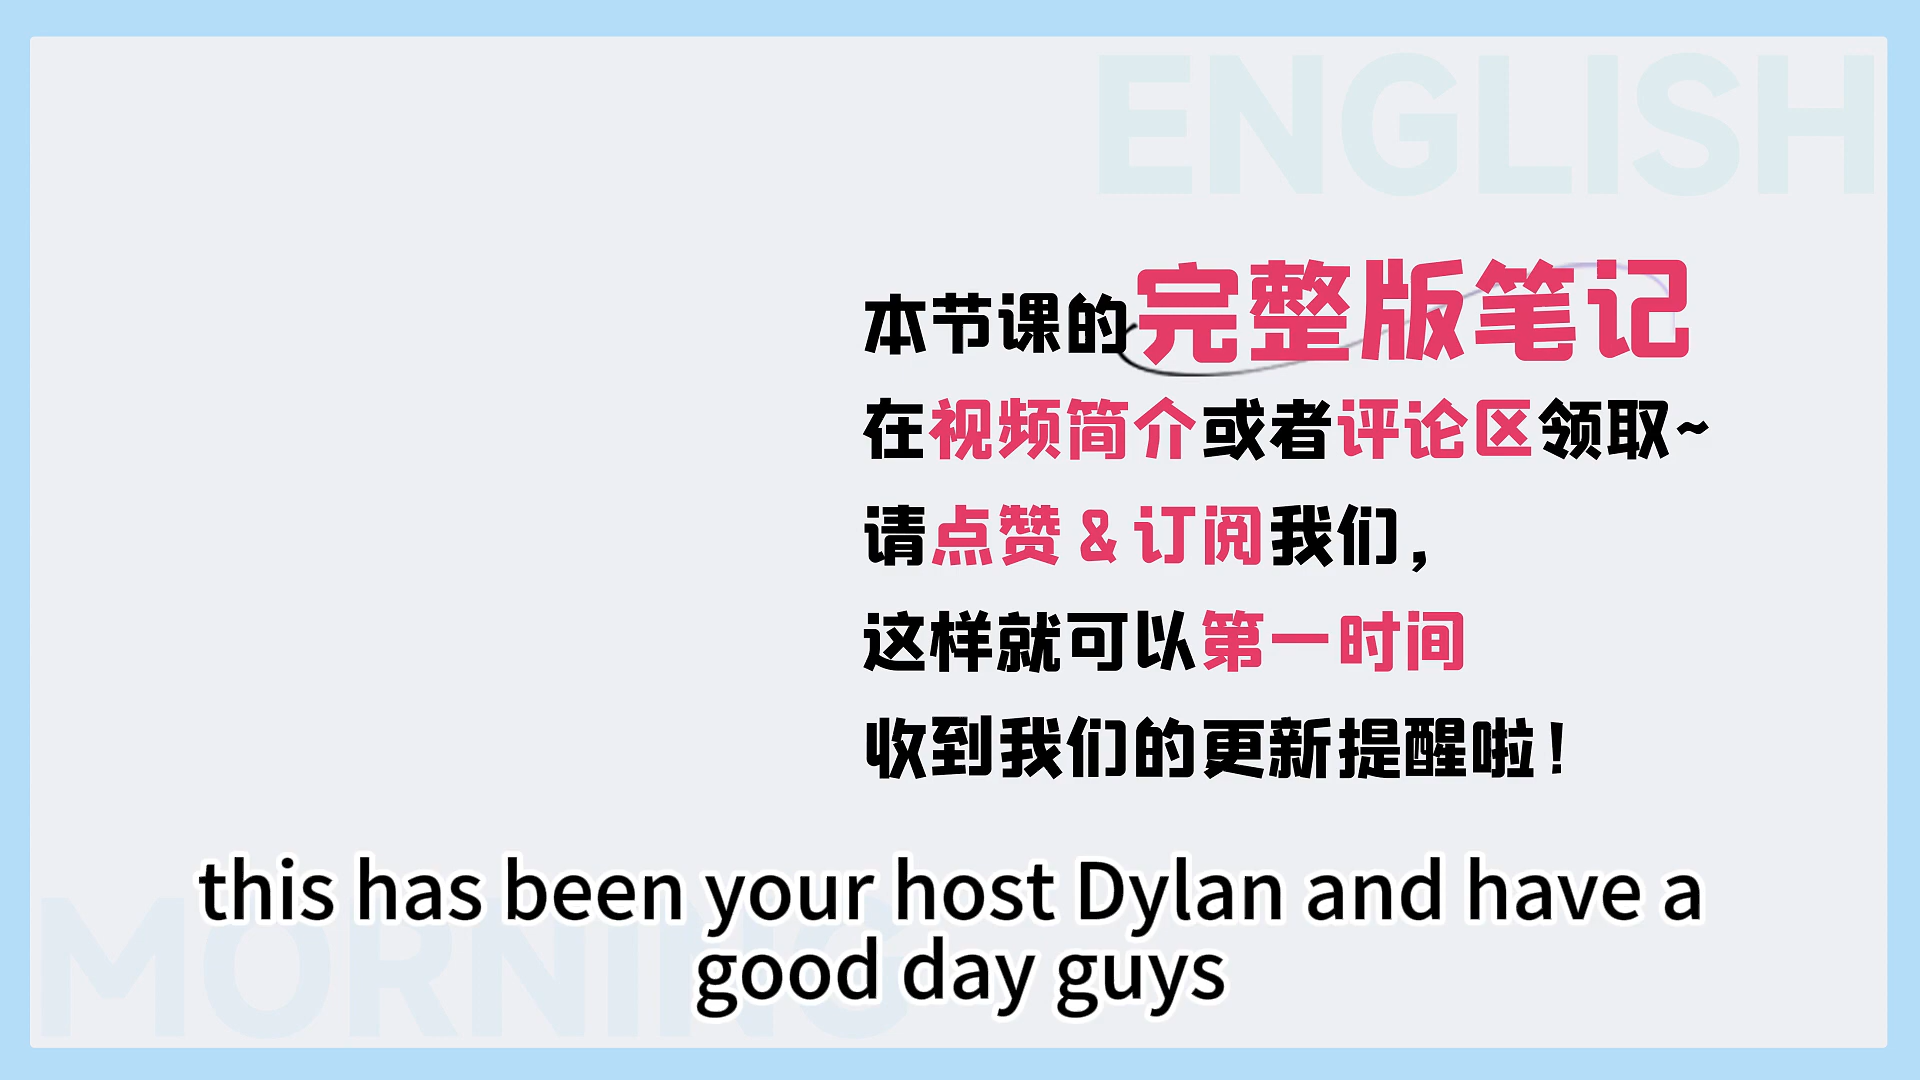 ENGLISH
本节课的完整版笔记
在视频简介或者评论区领取~
请点赞&订阅我们，
这样就可以第一时间
收到我们的更新提醒啦！
this has been your host Dylan and have a
good day guys
MORNING